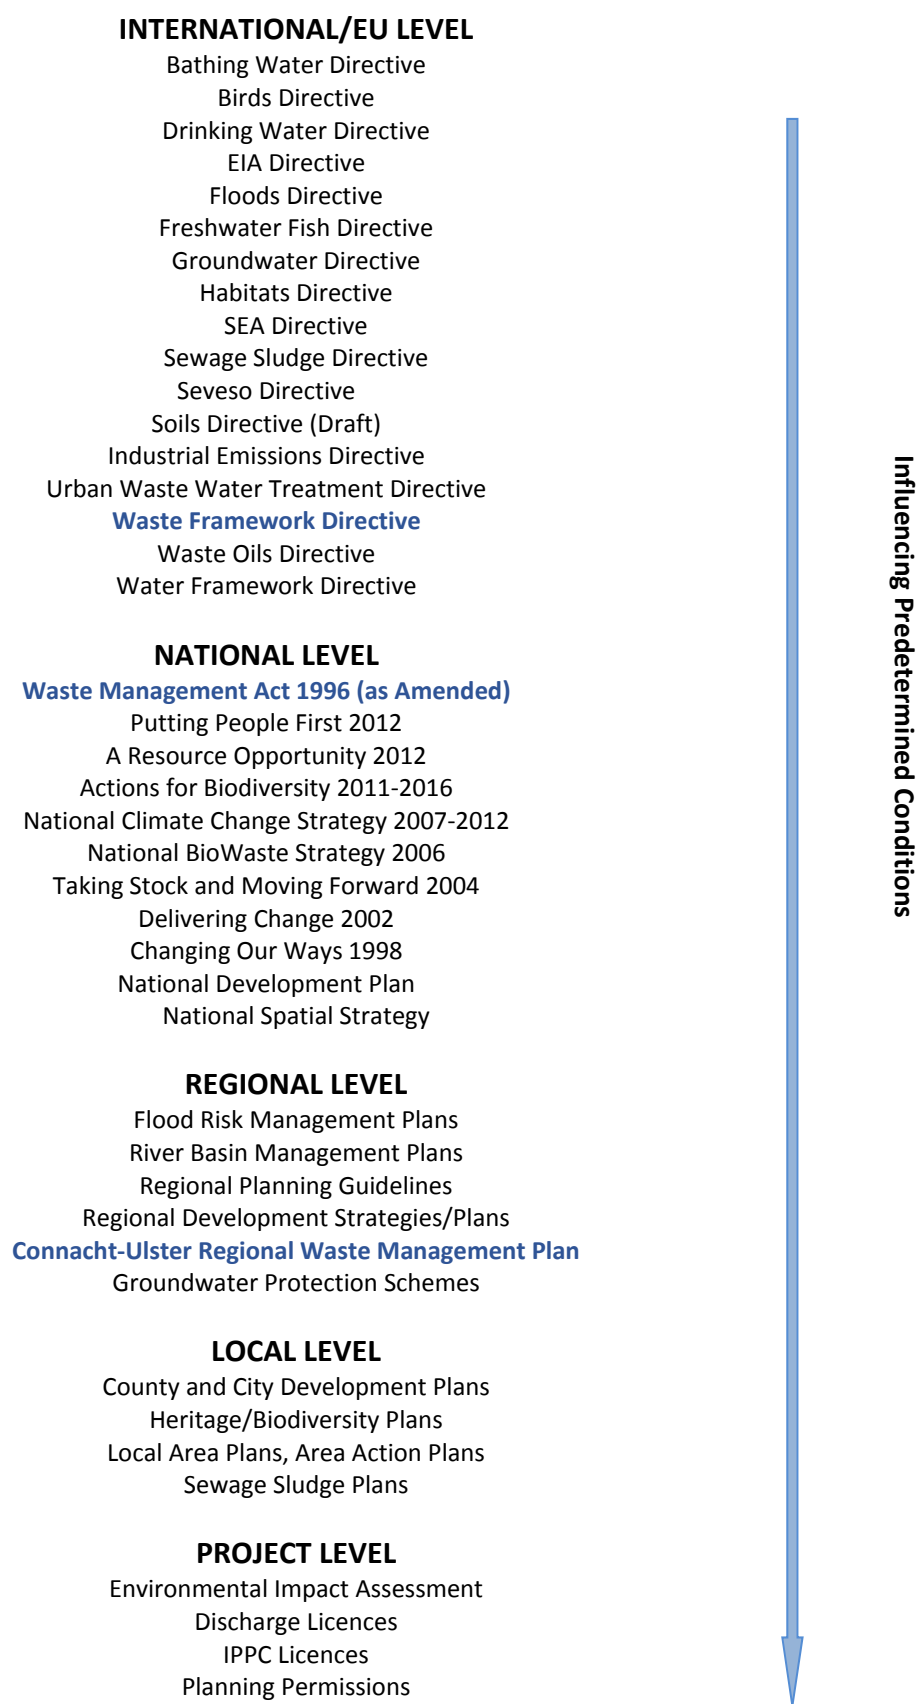 INTERNATIONAL/EU LEVEL
Bathing Water Directive
Birds Directive
Drinking Water Directive
EIA Directive
Floods Directive
Freshwater Fish Directive
Groundwater Directive
Habitats Directive
SEA Directive
Sewage Sludge Directive
Seveso Directive
Soils Directive (Draft)
Industrial Emissions Directive
Urban Waste Water Treatment Directive
Waste Framework Directive
Waste Oils Directive
Water Framework Directive
NATIONAL LEVEL
Waste Management Act 1996 (as Amended)
Putting People First 2012
A Resource Opportunity 2012
Actions for Biodiversity 2011-2016
National Climate Change Strategy 2007-2012
National BioWaste Strategy 2006
Taking Stock and Moving Forward 2004
Delivering Change 2002
Changing Our Ways 1998
National Development Plan
National Spatial Strategy
REGIONAL LEVEL
Flood Risk Management Plans
River Basin Management Plans
Regional Planning Guidelines
Regional Development Strategies/Plans
Connacht-Ulster Regional Waste Management Plan
Groundwater Protection Schemes
LOCAL LEVEL
County and City Development Plans
Heritage/Biodiversity Plans
Local Area Plans, Area Action Plans
Sewage Sludge Plans
PROJECT LEVEL
Environmental Impact Assessment
Discharge Licences
IPPC Licences
Planning Permissions
Influencing Predetermined Conditions